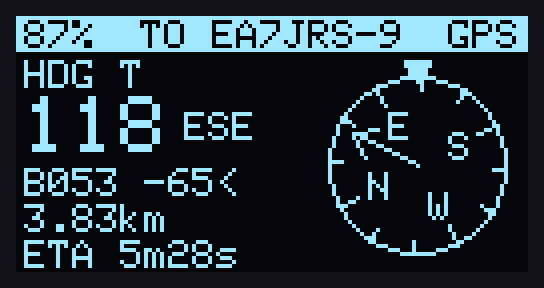 87% TO EA7JRS-9 GPS
HDG T
118 ESE
B053 -65<
3.83km
ETA 5m28s
E
S
N
W